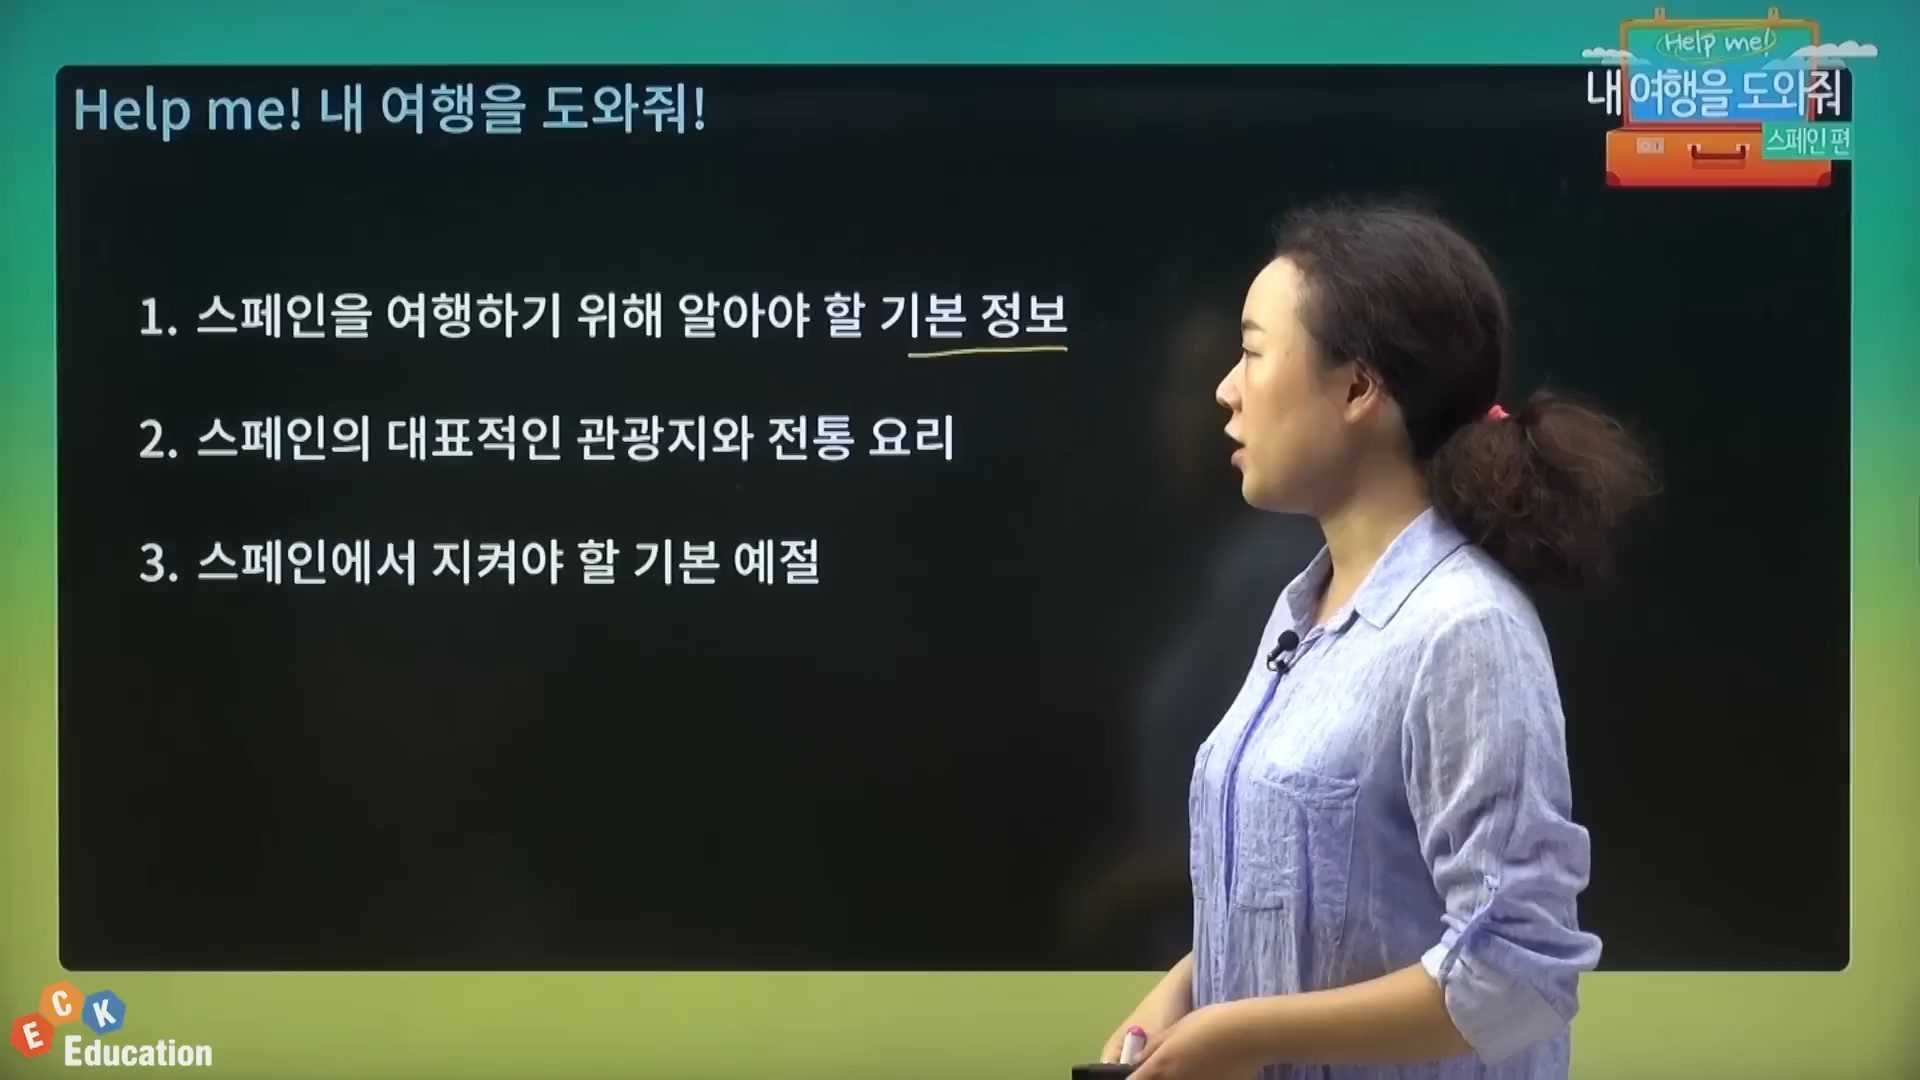 Help me! 내 여행을 도와줘!
Help me!
내 여행을 도와줘
스페인 편
1. 스페인을 여행하기 위해 알아야 할 기본 정보
2. 스페인의 대표적인 관광지와 전통 요리
3. 스페인에서 지켜야 할 기본 예절
ECK
Education